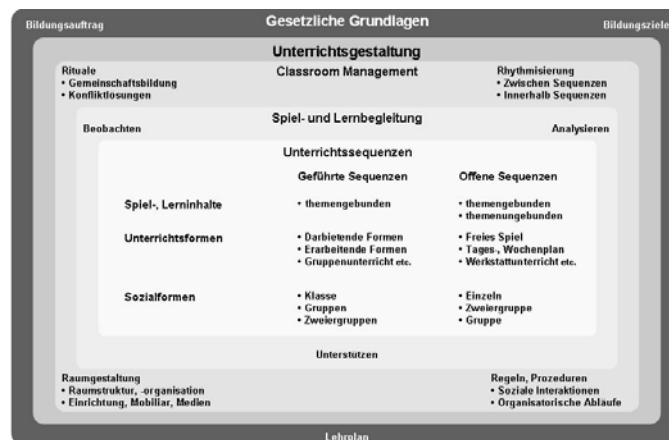 Gesetzliche Grundlagen
Bildungsauftrag
Bildungsziele
Unterrichtsgestaltung
Rituale
• Gemeinschaftsbildung
• Konfliktlösungen
Classroom Management
Rhythmisierung
• Zwischen Sequenzen
• Innerhalb Sequenzen
Spiel- und Lernbegleitung
Beobachten
Analysieren
Unterrichtssequenzen
Geführte Sequenzen
Offene Sequenzen
Spiel-, Lerninhalte
• themengebunden
• themengebunden
• themenungebunden
Unterrichtsformen
• Darbietende Formen
• Erarbeitende Formen
• Gruppenunterricht etc.
• Freies Spiel
• Tages-, Wochenplan
• Werkstattunterricht etc.
Sozialformen
• Klasse
• Gruppen
• Zweiergruppen
• Einzeln
• Zweiergruppe
• Gruppe
Unterstützen
Raumgestaltung
• Raumstruktur, -organisation
• Einrichtung, Mobiliar, Medien
Regeln, Prozeduren
• Soziale Interaktionen
• Organisatorische Abläufe
Lehrplan